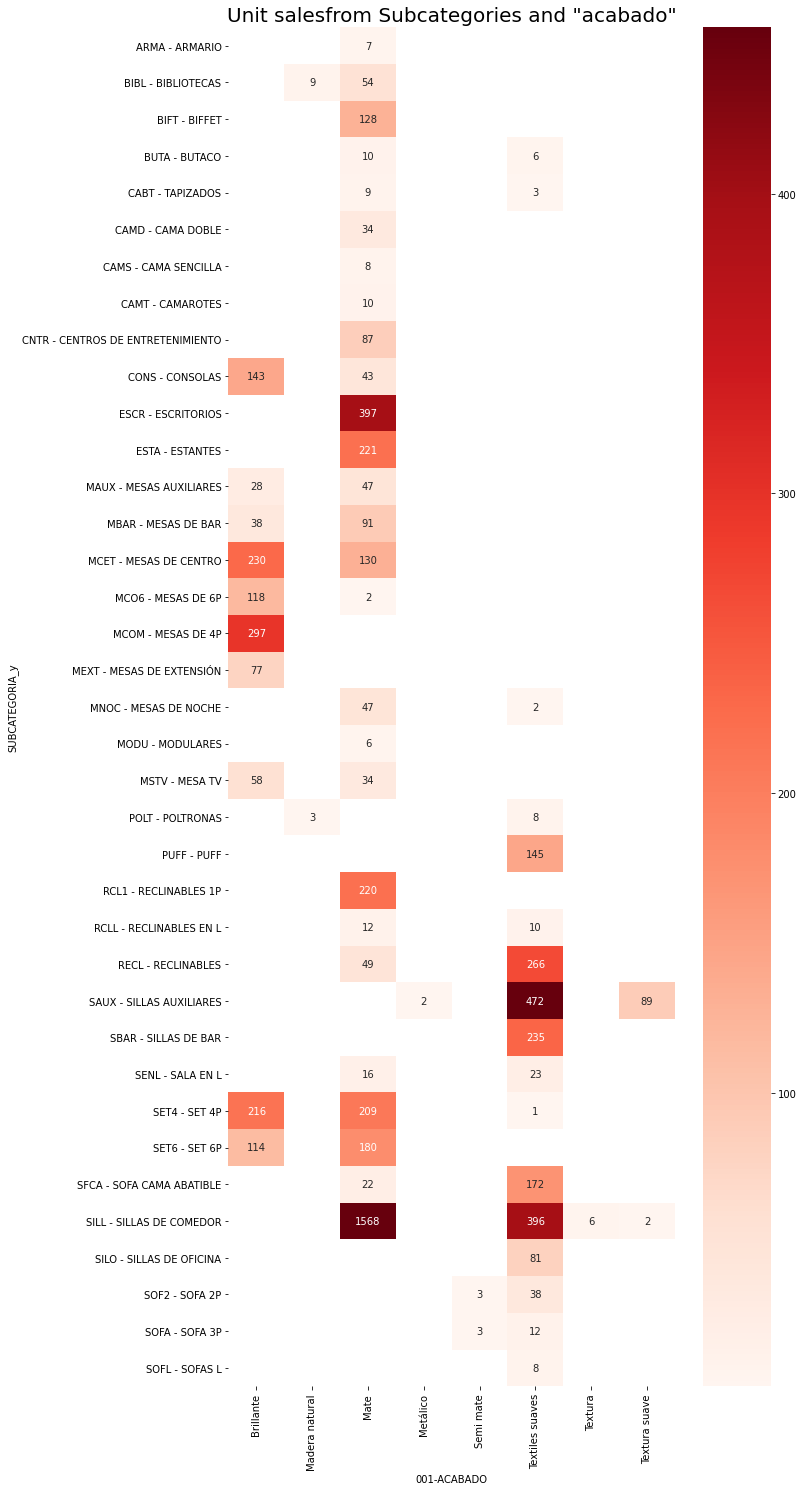 Unit salesfrom Subcategories and "acabado"
ARMA - ARMARIO 7
BIBL - BIBLIOTECAS 9 54
BIFT - BIFFET 128
BUTA - BUTACO 10 6
CABT - TAPIZADOS 9 3
CAMD - CAMA DOBLE 34
CAMS - CAMA SENCILLA 8
CAMT - CAMAROTES 10
CNTR - CENTROS DE ENTRETENIMIENTO 87
CONS - CONSOLAS 143 43
ESCR - ESCRITORIOS 397
ESTA - ESTANTES 221
MAUX - MESAS AUXILIARES 28 47
MBAR - MESAS DE BAR 38 91
MCET - MESAS DE CENTRO 230 130
MCO6 - MESAS DE 6P 118 2
MCOM - MESAS DE 4P 297
MEXT - MESAS DE EXTENSIÓN 77
MNOC - MESAS DE NOCHE 47 2
MODU - MODULARES 6
MSTV - MESA TV 58 34
POLT - POLTRONAS 3 8
PUFF - PUFF 145
RCL1 - RECLINABLES 1P 220
RCLL - RECLINABLES EN L 12 10
RECL - RECLINABLES 49 266
SAUX - SILLAS AUXILIARES 2 472 89
SBAR - SILLAS DE BAR 235
SENL - SALA EN L 16 23
SET4 - SET 4P 216 209 1
SET6 - SET 6P 114 180
SFCA - SOFA CAMA ABATIBLE 22 172
SILL - SILLAS DE COMEDOR 1568 396 6 2
SILO - SILLAS DE OFICINA 81
SOF2 - SOFA 2P 3 38
SOFA - SOFA 3P 3 12
SOFL - SOFAS L 8
SUBCATEGORIA_y
Brillante
Madera natural
Mate
Metálico
Semi mate
Textiles suaves
Textura
Textura suave
001-ACABADO
400
300
200
100